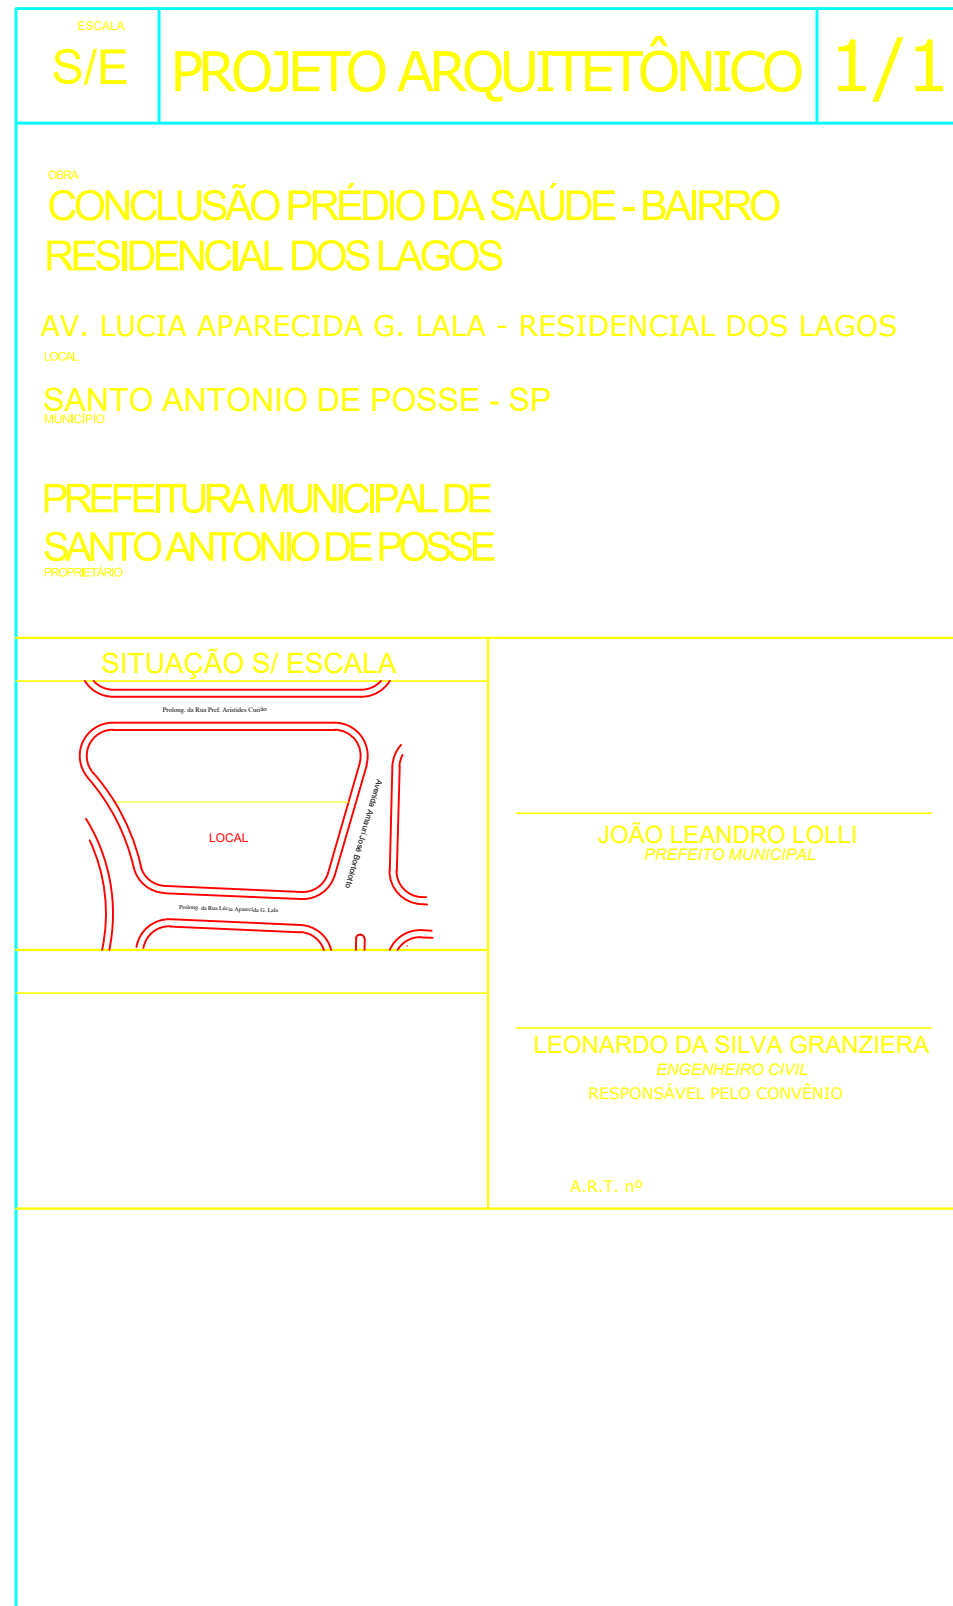 ESCALA
S/E
PROJETO ARQUITETÔNICO
1/1
OBRA
CONCLUSÃO PRÉDIO DA SAÚDE - BAIRRO
RESIDENCIAL DOS LAGOS
AV. LUCIA APARECIDA G. LALA - RESIDENCIAL DOS LAGOS
LOCAL
SANTO ANTONIO DE POSSE - SP
MUNICÍPIO
PREFEITURA MUNICIPAL DE
SANTO ANTONIO DE POSSE
PROPRIETÁRIO
SITUAÇÃO S/ ESCALA
Prolong. da Rua Pref. Aristides Curião
Avenida Amauri José Bortolotto
LOCAL
Prolong. da Rua Lúcia Aparecida G. Lala
JOÃO LEANDRO LOLLI
PREFEITO MUNICIPAL
LEONARDO DA SILVA GRANZIERA
ENGENHEIRO CIVIL
RESPONSÁVEL PELO CONVÊNIO
A.R.T. nº